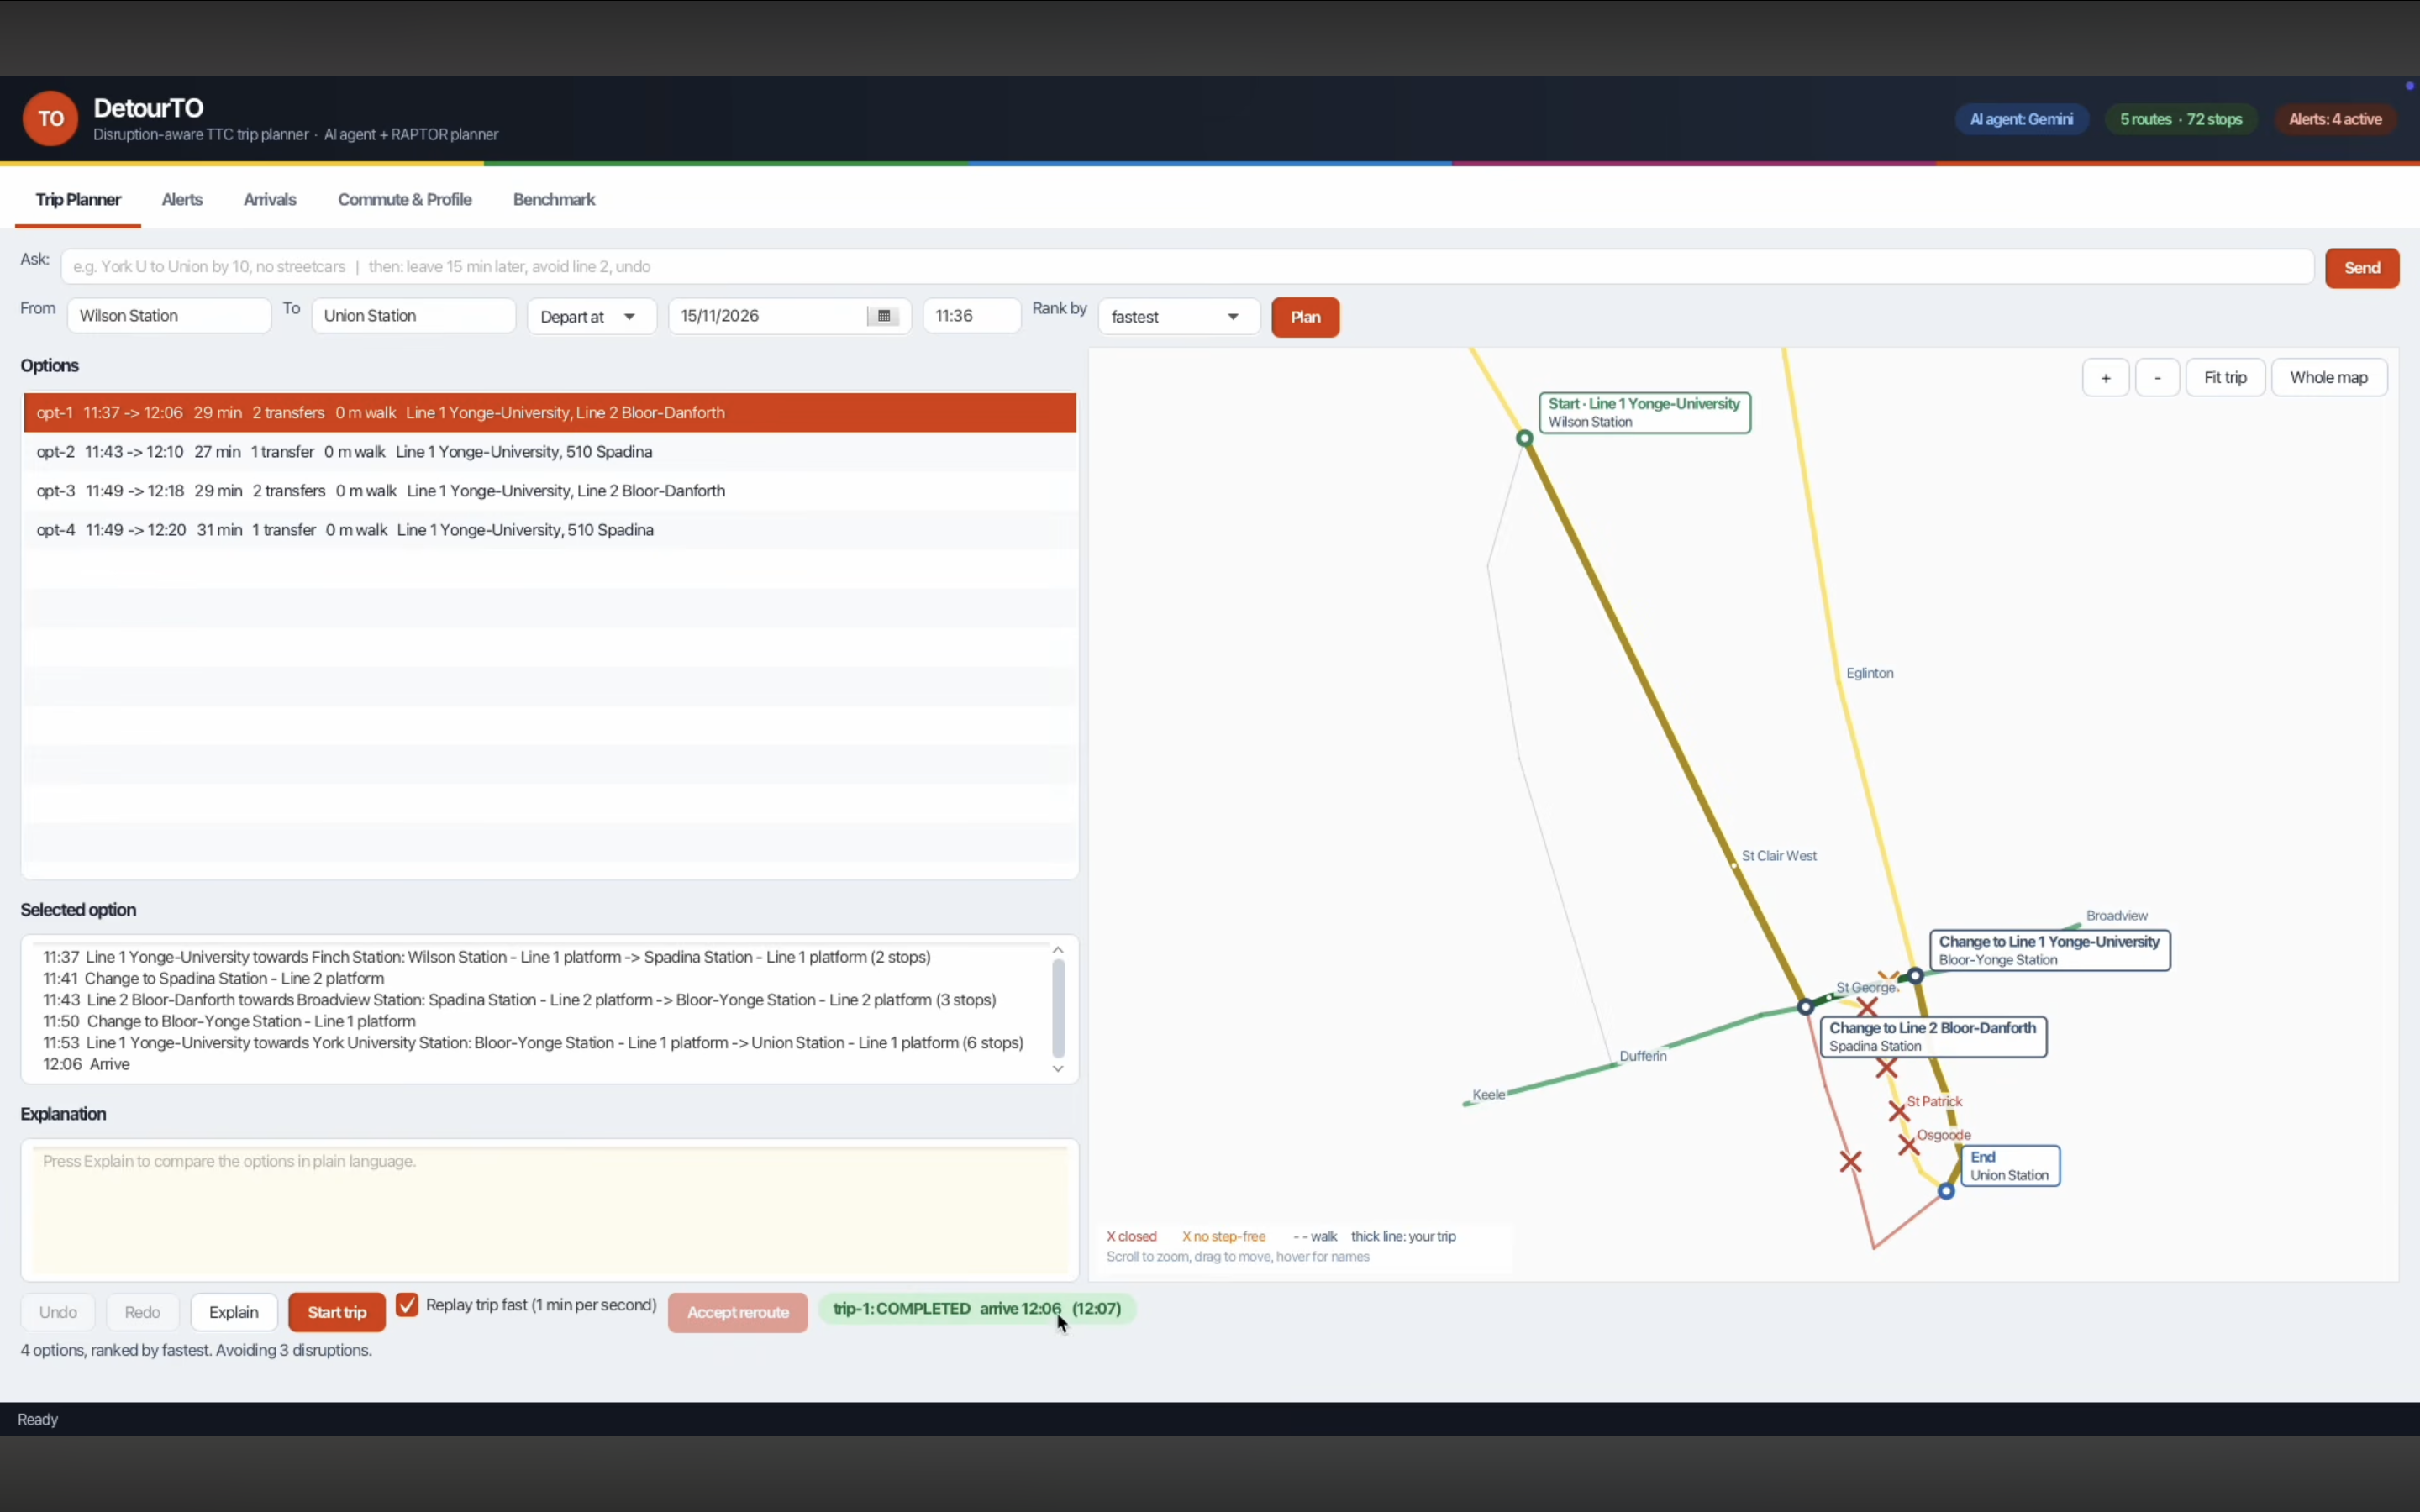 TO
DetourTO
Disruption-aware TTC trip planner · AI agent + RAPTOR planner
AI agent: Gemini
5 routes · 72 stops
Alerts: 4 active
Trip Planner
Alerts
Arrivals
Commute & Profile
Benchmark
Ask:
e.g. York U to Union by 10, no streetcars | then: leave 15 min later, avoid line 2, undo
Send
From
Wilson Station
To
Union Station
Depart at
15/11/2026
11:36
Rank by
fastest
Plan
Options
opt-1 11:37 -> 12:06 29 min 2 transfers 0 m walk Line 1 Yonge-University, Line 2 Bloor-Danforth
opt-2 11:43 -> 12:10 27 min 1 transfer 0 m walk Line 1 Yonge-University, 510 Spadina
opt-3 11:49 -> 12:18 29 min 2 transfers 0 m walk Line 1 Yonge-University, Line 2 Bloor-Danforth
opt-4 11:49 -> 12:20 31 min 1 transfer 0 m walk Line 1 Yonge-University, 510 Spadina
Selected option
11:37 Line 1 Yonge-University towards Finch Station: Wilson Station - Line 1 platform -> Spadina Station - Line 1 platform (2 stops)
11:41 Change to Spadina Station - Line 2 platform
11:43 Line 2 Bloor-Danforth towards Broadview Station: Spadina Station - Line 2 platform -> Bloor-Yonge Station - Line 2 platform (3 stops)
11:50 Change to Bloor-Yonge Station - Line 1 platform
11:53 Line 1 Yonge-University towards York University Station: Bloor-Yonge Station - Line 1 platform -> Union Station - Line 1 platform (6 stops)
12:06 Arrive
Explanation
Press Explain to compare the options in plain language.
+
-
Fit trip
Whole map
Start · Line 1 Yonge-University
Wilson Station
Eglinton
St Clair West
Broadview
Change to Line 1 Yonge-University
Bloor-Yonge Station
St George
Change to Line 2 Bloor-Danforth
Spadina Station
Dufferin
Keele
St Patrick
Osgoode
End
Union Station
X closed X no step-free - - walk thick line: your trip
Scroll to zoom, drag to move, hover for names
Undo
Redo
Explain
Start trip
Replay trip fast (1 min per second)
Accept reroute
trip-1: COMPLETED arrive 12:06 (12:07)
4 options, ranked by fastest. Avoiding 3 disruptions.
Ready